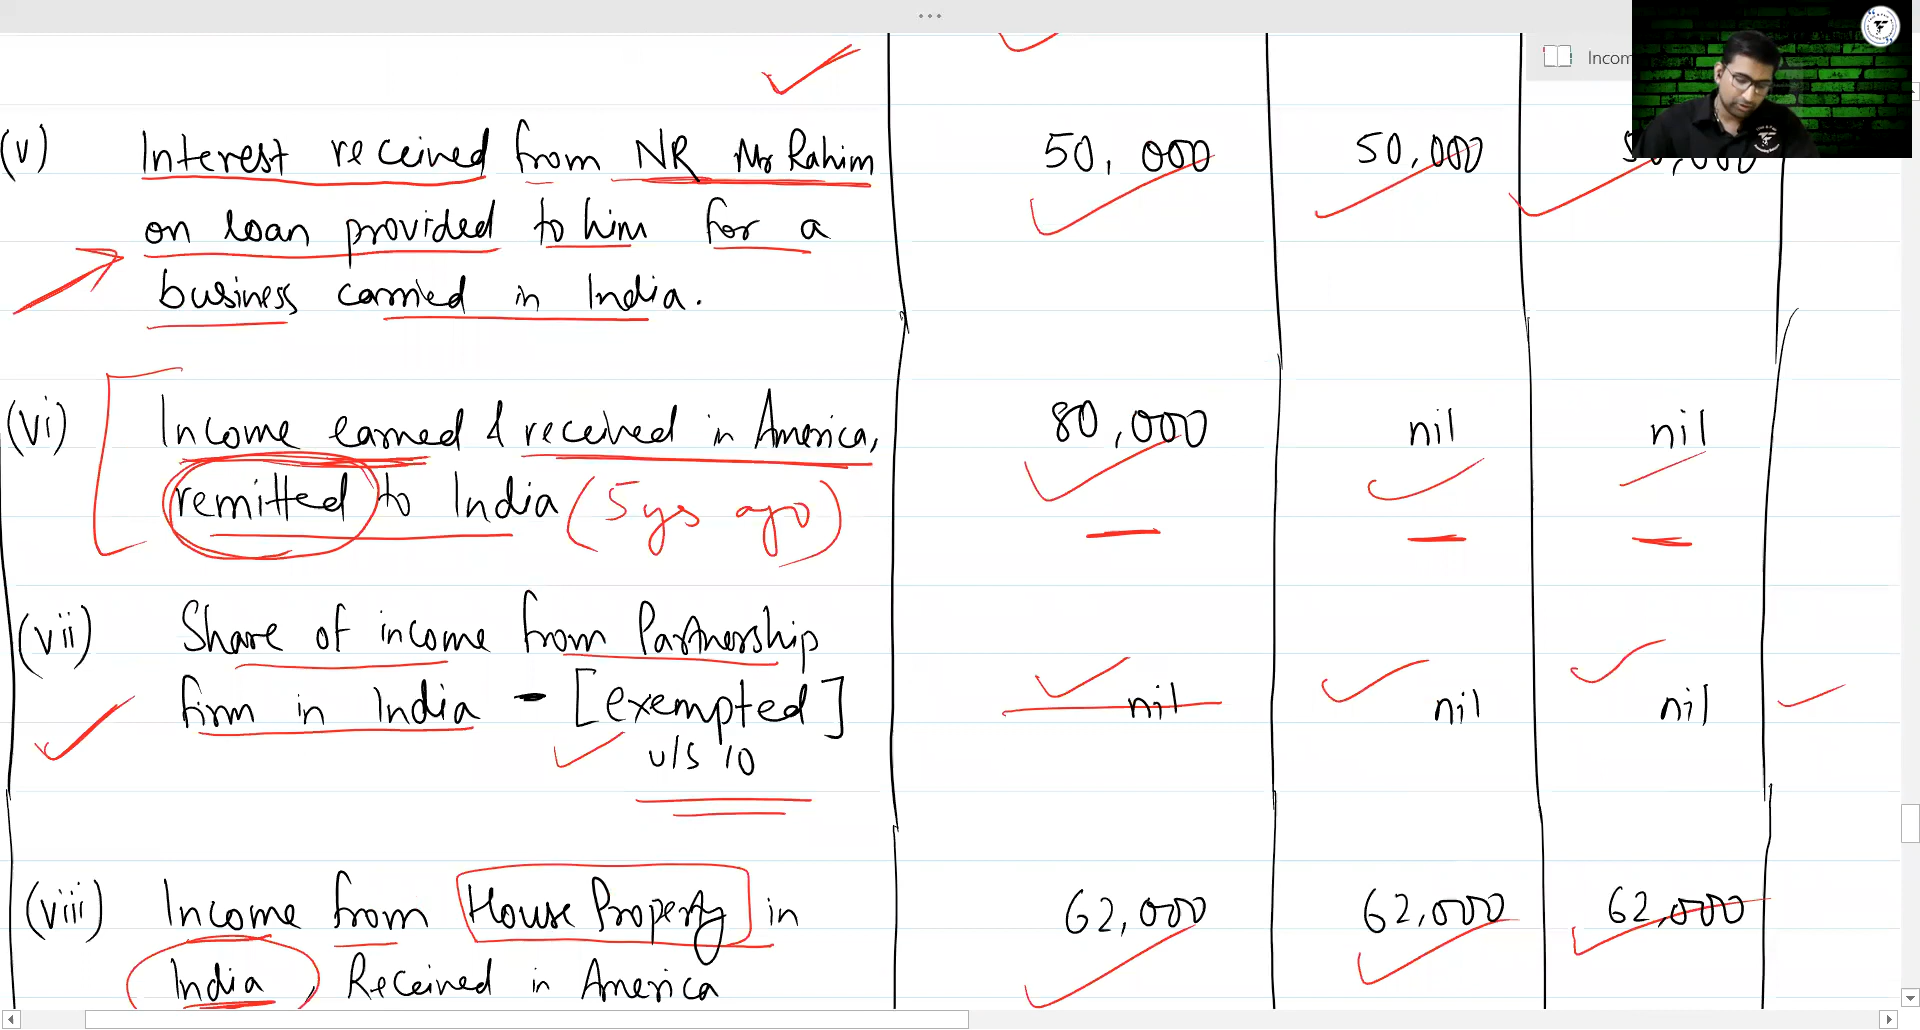 Incom
(v) Interest received from NR Mr Rahim 50,000 50,000 50,000
on loan provided to him for a
business carried in India.
(vi) Income earned & received in America, 80,000 nil nil
remitted to India (5 yrs ago)
(vii) Share of income from Partnership
firm in India - [exempted] nil nil nil
u/s 10
(viii) Income from House Property in 62,000 62,000 62,000
India, Received in America